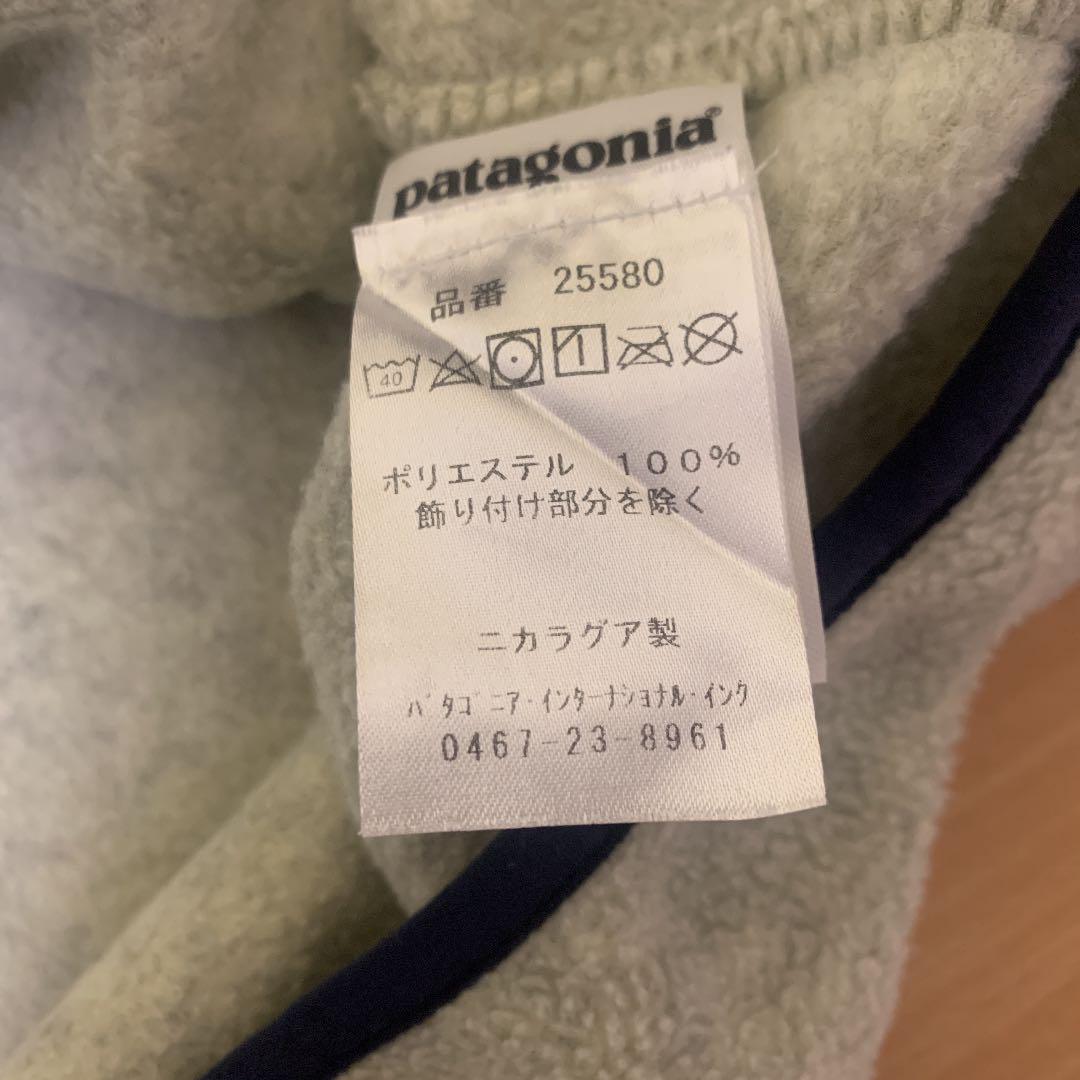 patagonia®
品番 25580
40
ポリエステル １００％
飾り付け部分を除く
ニカラグア製
ﾊﾟﾀｺﾞﾆｱ･ｲﾝﾀｰﾅｼｮﾅﾙ･ｲﾝｸ
0467-23-8961